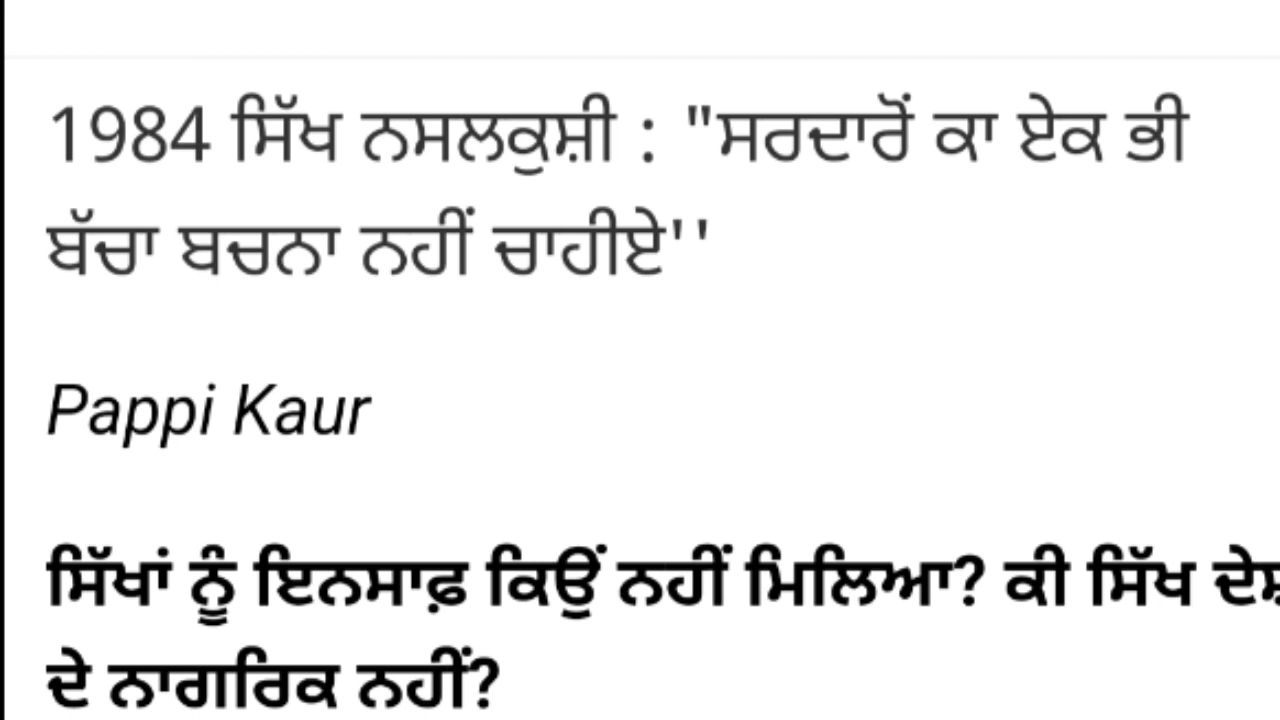 1984 ਸਿੱਖ ਨਸਲਕੁਸ਼ੀ : "ਸਰਦਾਰੋਂ ਕਾ ਏਕ ਭੀ
ਬੱਚਾ ਬਚਨਾ ਨਹੀਂ ਚਾਹੀਏ''
Pappi Kaur
ਸਿੱਖਾਂ ਨੂੰ ਇਨਸਾਫ਼ ਕਿਉਂ ਨਹੀਂ ਮਿਲਿਆ? ਕੀ ਸਿੱਖ
ਦੇ ਨਾਗਰਿਕ ਨਹੀਂ?